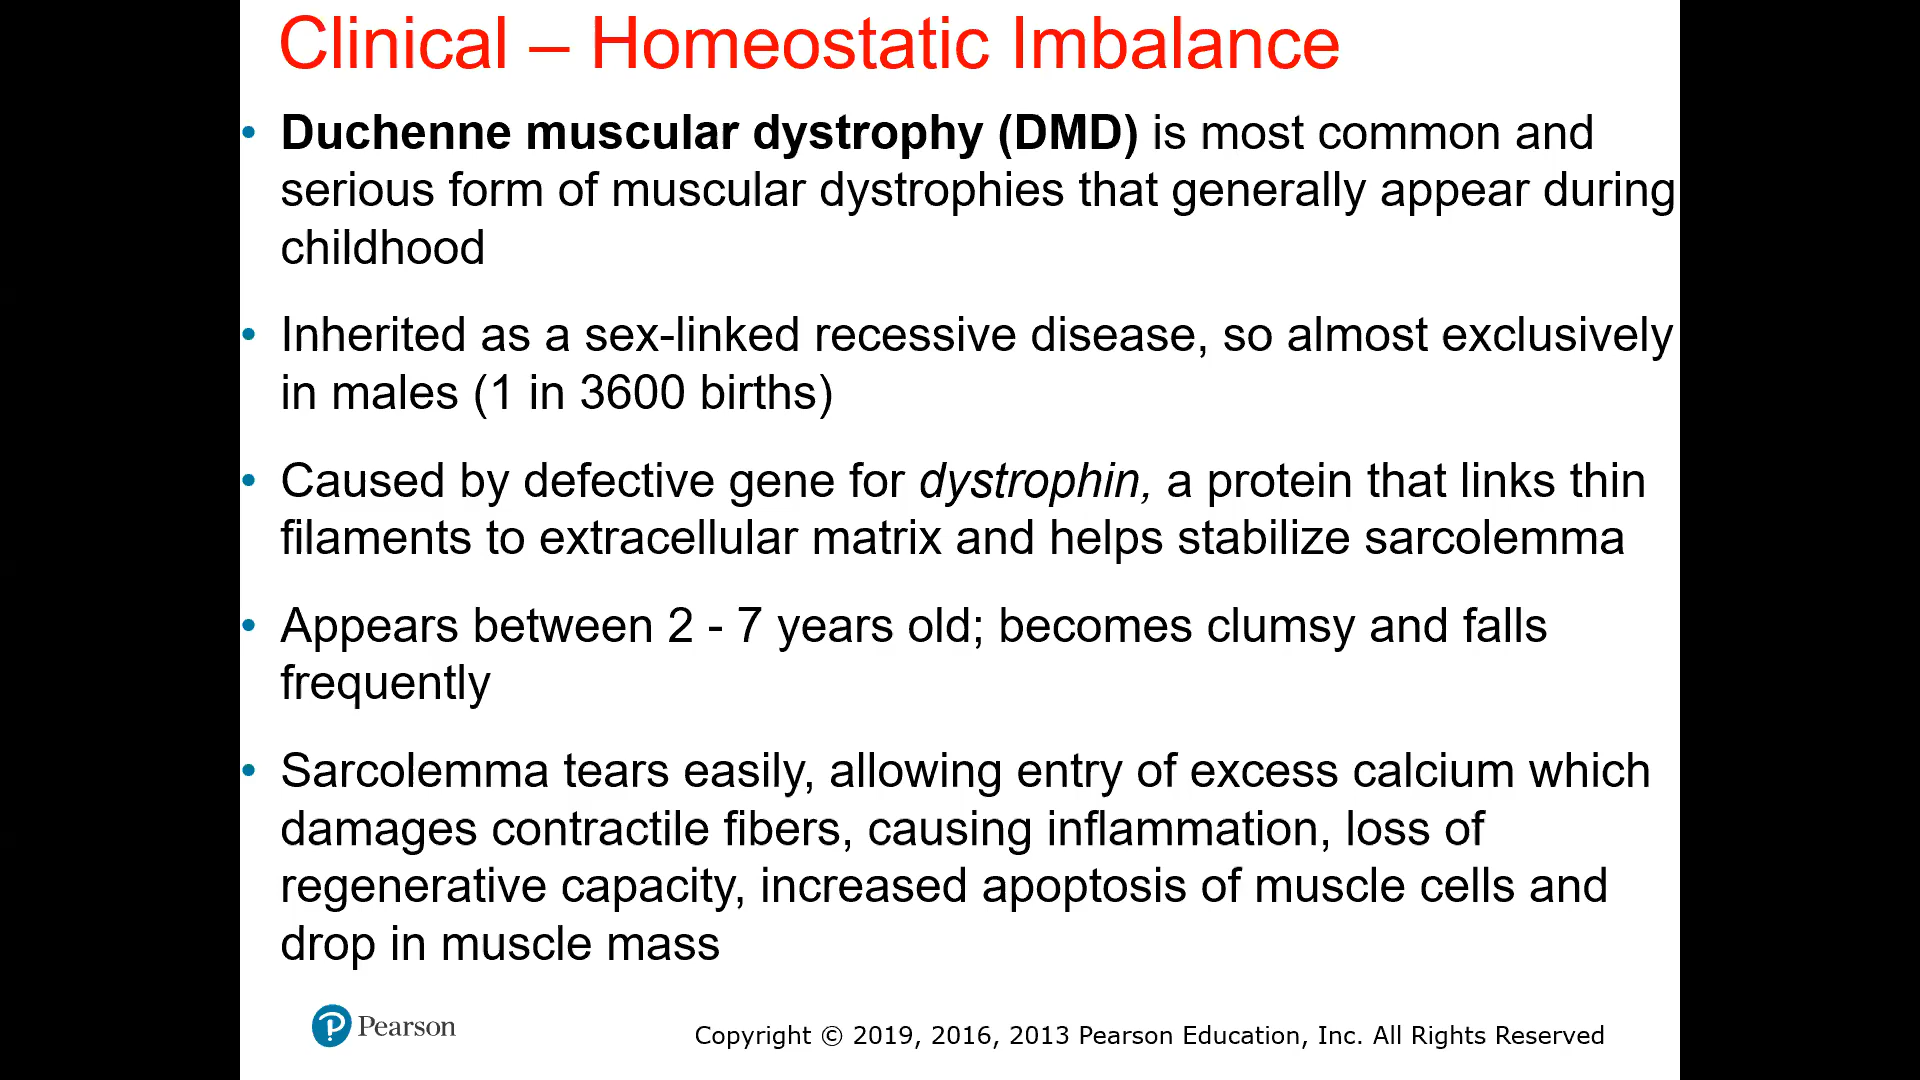 Clinical – Homeostatic Imbalance
• Duchenne muscular dystrophy (DMD) is most common and
serious form of muscular dystrophies that generally appear during
childhood
• Inherited as a sex-linked recessive disease, so almost exclusively
in males (1 in 3600 births)
• Caused by defective gene for dystrophin, a protein that links thin
filaments to extracellular matrix and helps stabilize sarcolemma
• Appears between 2 - 7 years old; becomes clumsy and falls
frequently
• Sarcolemma tears easily, allowing entry of excess calcium which
damages contractile fibers, causing inflammation, loss of
regenerative capacity, increased apoptosis of muscle cells and
drop in muscle mass
Pearson
Copyright © 2019, 2016, 2013 Pearson Education, Inc. All Rights Reserved